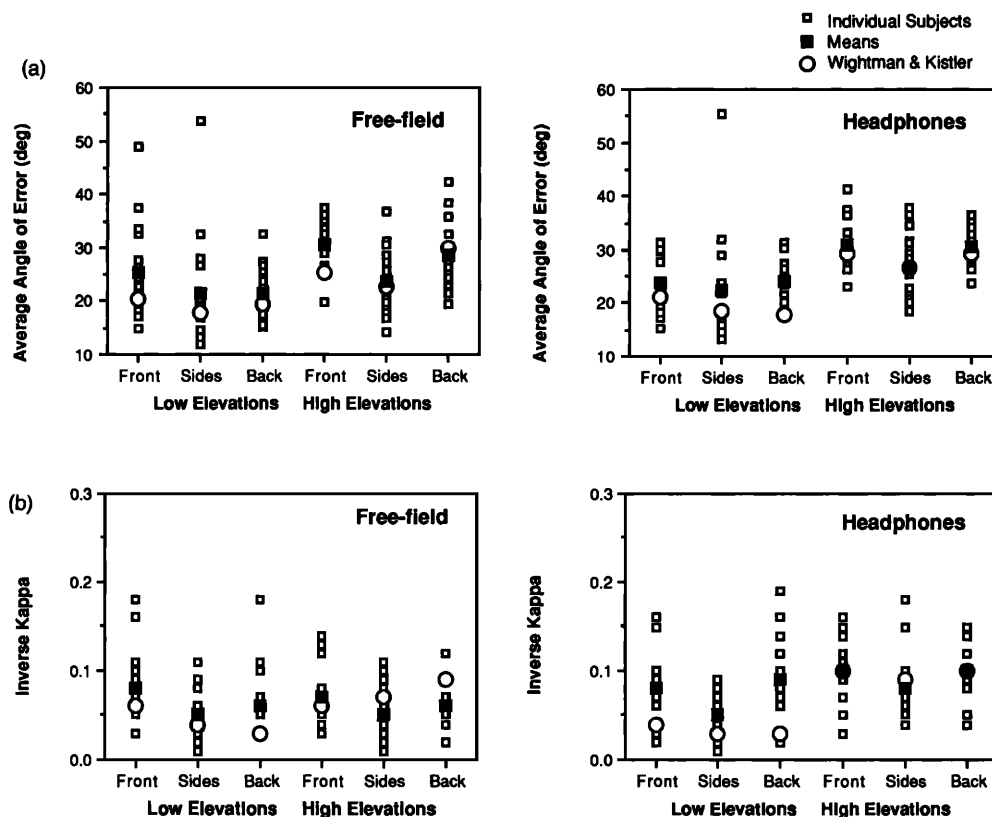 Individual Subjects
Means
Wightman & Kistler
(a)
Free-field
Average Angle of Error (deg)
60
50
40
30
20
10
Front Sides Back Front Sides Back
Low Elevations High Elevations
Headphones
Average Angle of Error (deg)
60
50
40
30
20
10
Front Sides Back Front Sides Back
Low Elevations High Elevations
(b)
Free-field
Inverse Kappa
0.3
0.2
0.1
0.0
Front Sides Back Front Sides Back
Low Elevations High Elevations
Headphones
Inverse Kappa
0.3
0.2
0.1
0.0
Front Sides Back Front Sides Back
Low Elevations High Elevations